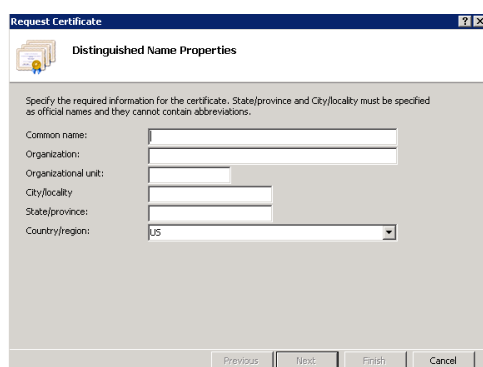 Request Certificate
Distinguished Name Properties
Specify the required information for the certificate. State/province and City/locality must be specified
as official names and they cannot contain abbreviations.
Common name:
Organization:
Organizational unit:
City/locality
State/province:
Country/region:
US
Previous Next Finish Cancel